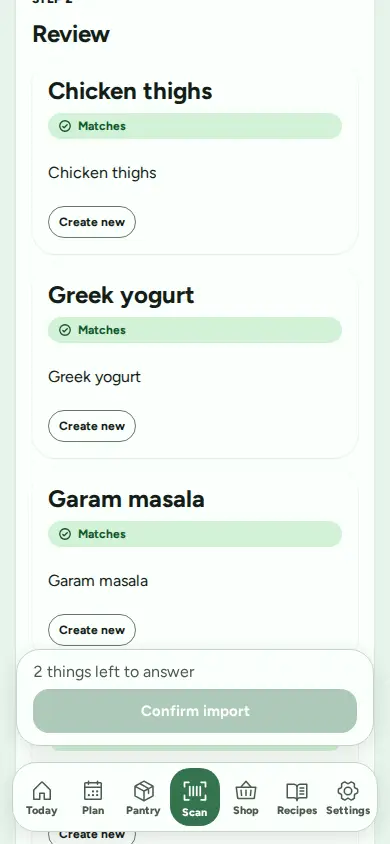 STEP 2
Review
Chicken thighs
Matches
Chicken thighs
Create new
Greek yogurt
Matches
Greek yogurt
Create new
Garam masala
Matches
Garam masala
Create new
2 things left to answer
Confirm import
Today
Plan
Pantry
Scan
Shop
Recipes
Settings
Create new